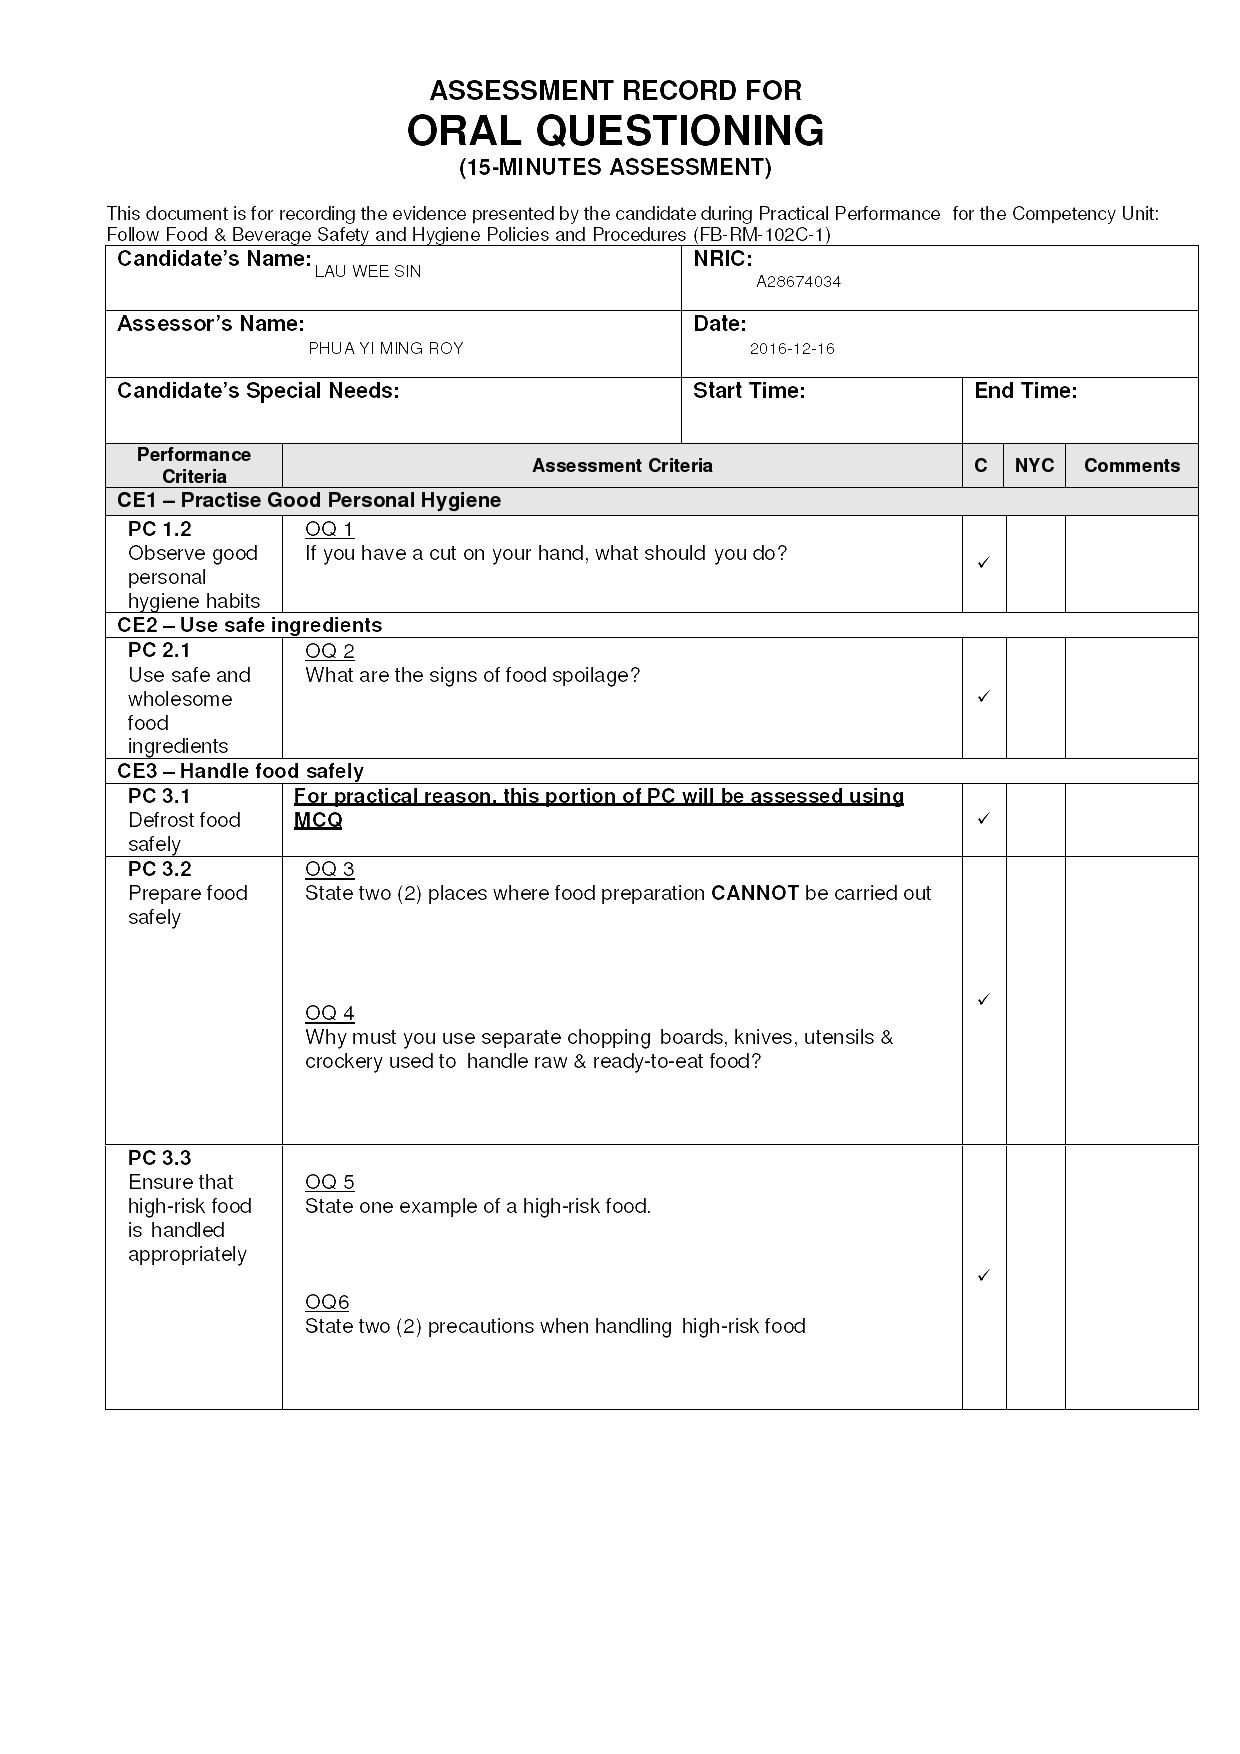 ASSESSMENT RECORD FOR
ORAL QUESTIONING
(15-MINUTES ASSESSMENT)
This document is for recording the evidence presented by the candidate during Practical Performance for the Competency Unit:
Follow Food & Beverage Safety and Hygiene Policies and Procedures (FB-RM-102C-1)
Candidate's Name: LAU WEE SIN
NRIC: A28674034
Assessor's Name: PHUA YI MING ROY
Date: 2016-12-16
Candidate's Special Needs:
Start Time:
End Time:
Performance Criteria
Assessment Criteria
C
NYC
Comments
CE1 – Practise Good Personal Hygiene
PC 1.2
Observe good
personal
hygiene habits
OQ 1
If you have a cut on your hand, what should you do?
✓
CE2 – Use safe ingredients
PC 2.1
Use safe and
wholesome
food
ingredients
OQ 2
What are the signs of food spoilage?
✓
CE3 – Handle food safely
PC 3.1
Defrost food
safely
For practical reason, this portion of PC will be assessed using
MCQ
✓
PC 3.2
Prepare food
safely
OQ 3
State two (2) places where food preparation CANNOT be carried out
OQ 4
Why must you use separate chopping boards, knives, utensils &
crockery used to handle raw & ready-to-eat food?
✓
PC 3.3
Ensure that
high-risk food
is handled
appropriately
OQ 5
State one example of a high-risk food.
OQ6
State two (2) precautions when handling high-risk food
✓